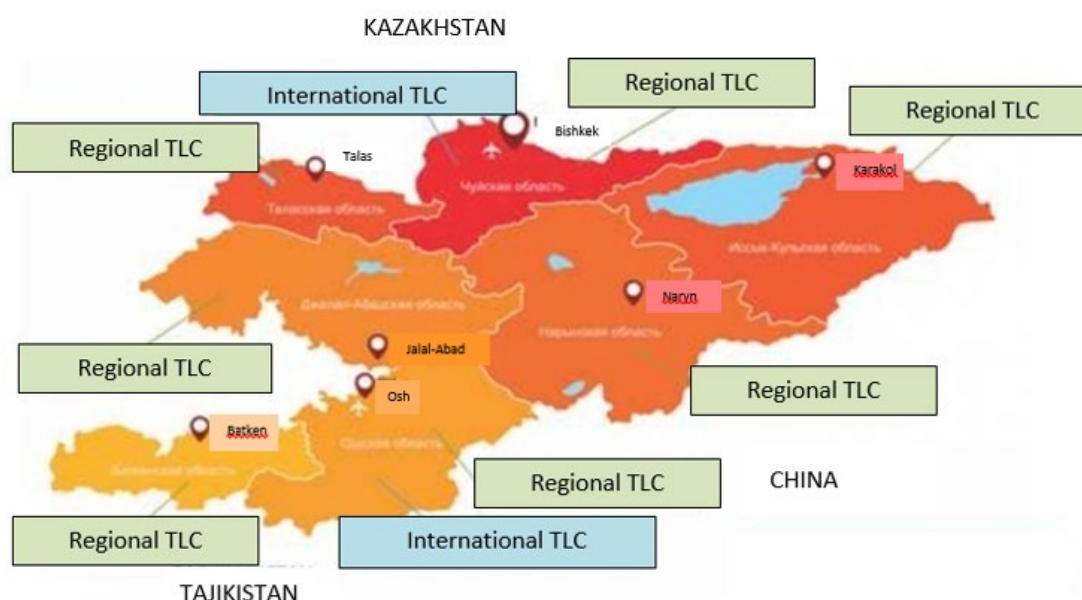 KAZAKHSTAN
International TLC
Regional TLC
Regional TLC
Regional TLC
Bishkek
Talas
Karakol
Чуйская область
Таласская область
Иссык-Кульская область
Naryn
Джалал-Абадская область
Нарынская область
Jalal-Abad
Regional TLC
Regional TLC
Osh
Batken
Ошская область
Баткенская область
Regional TLC
CHINA
Regional TLC
International TLC
TAJIKISTAN